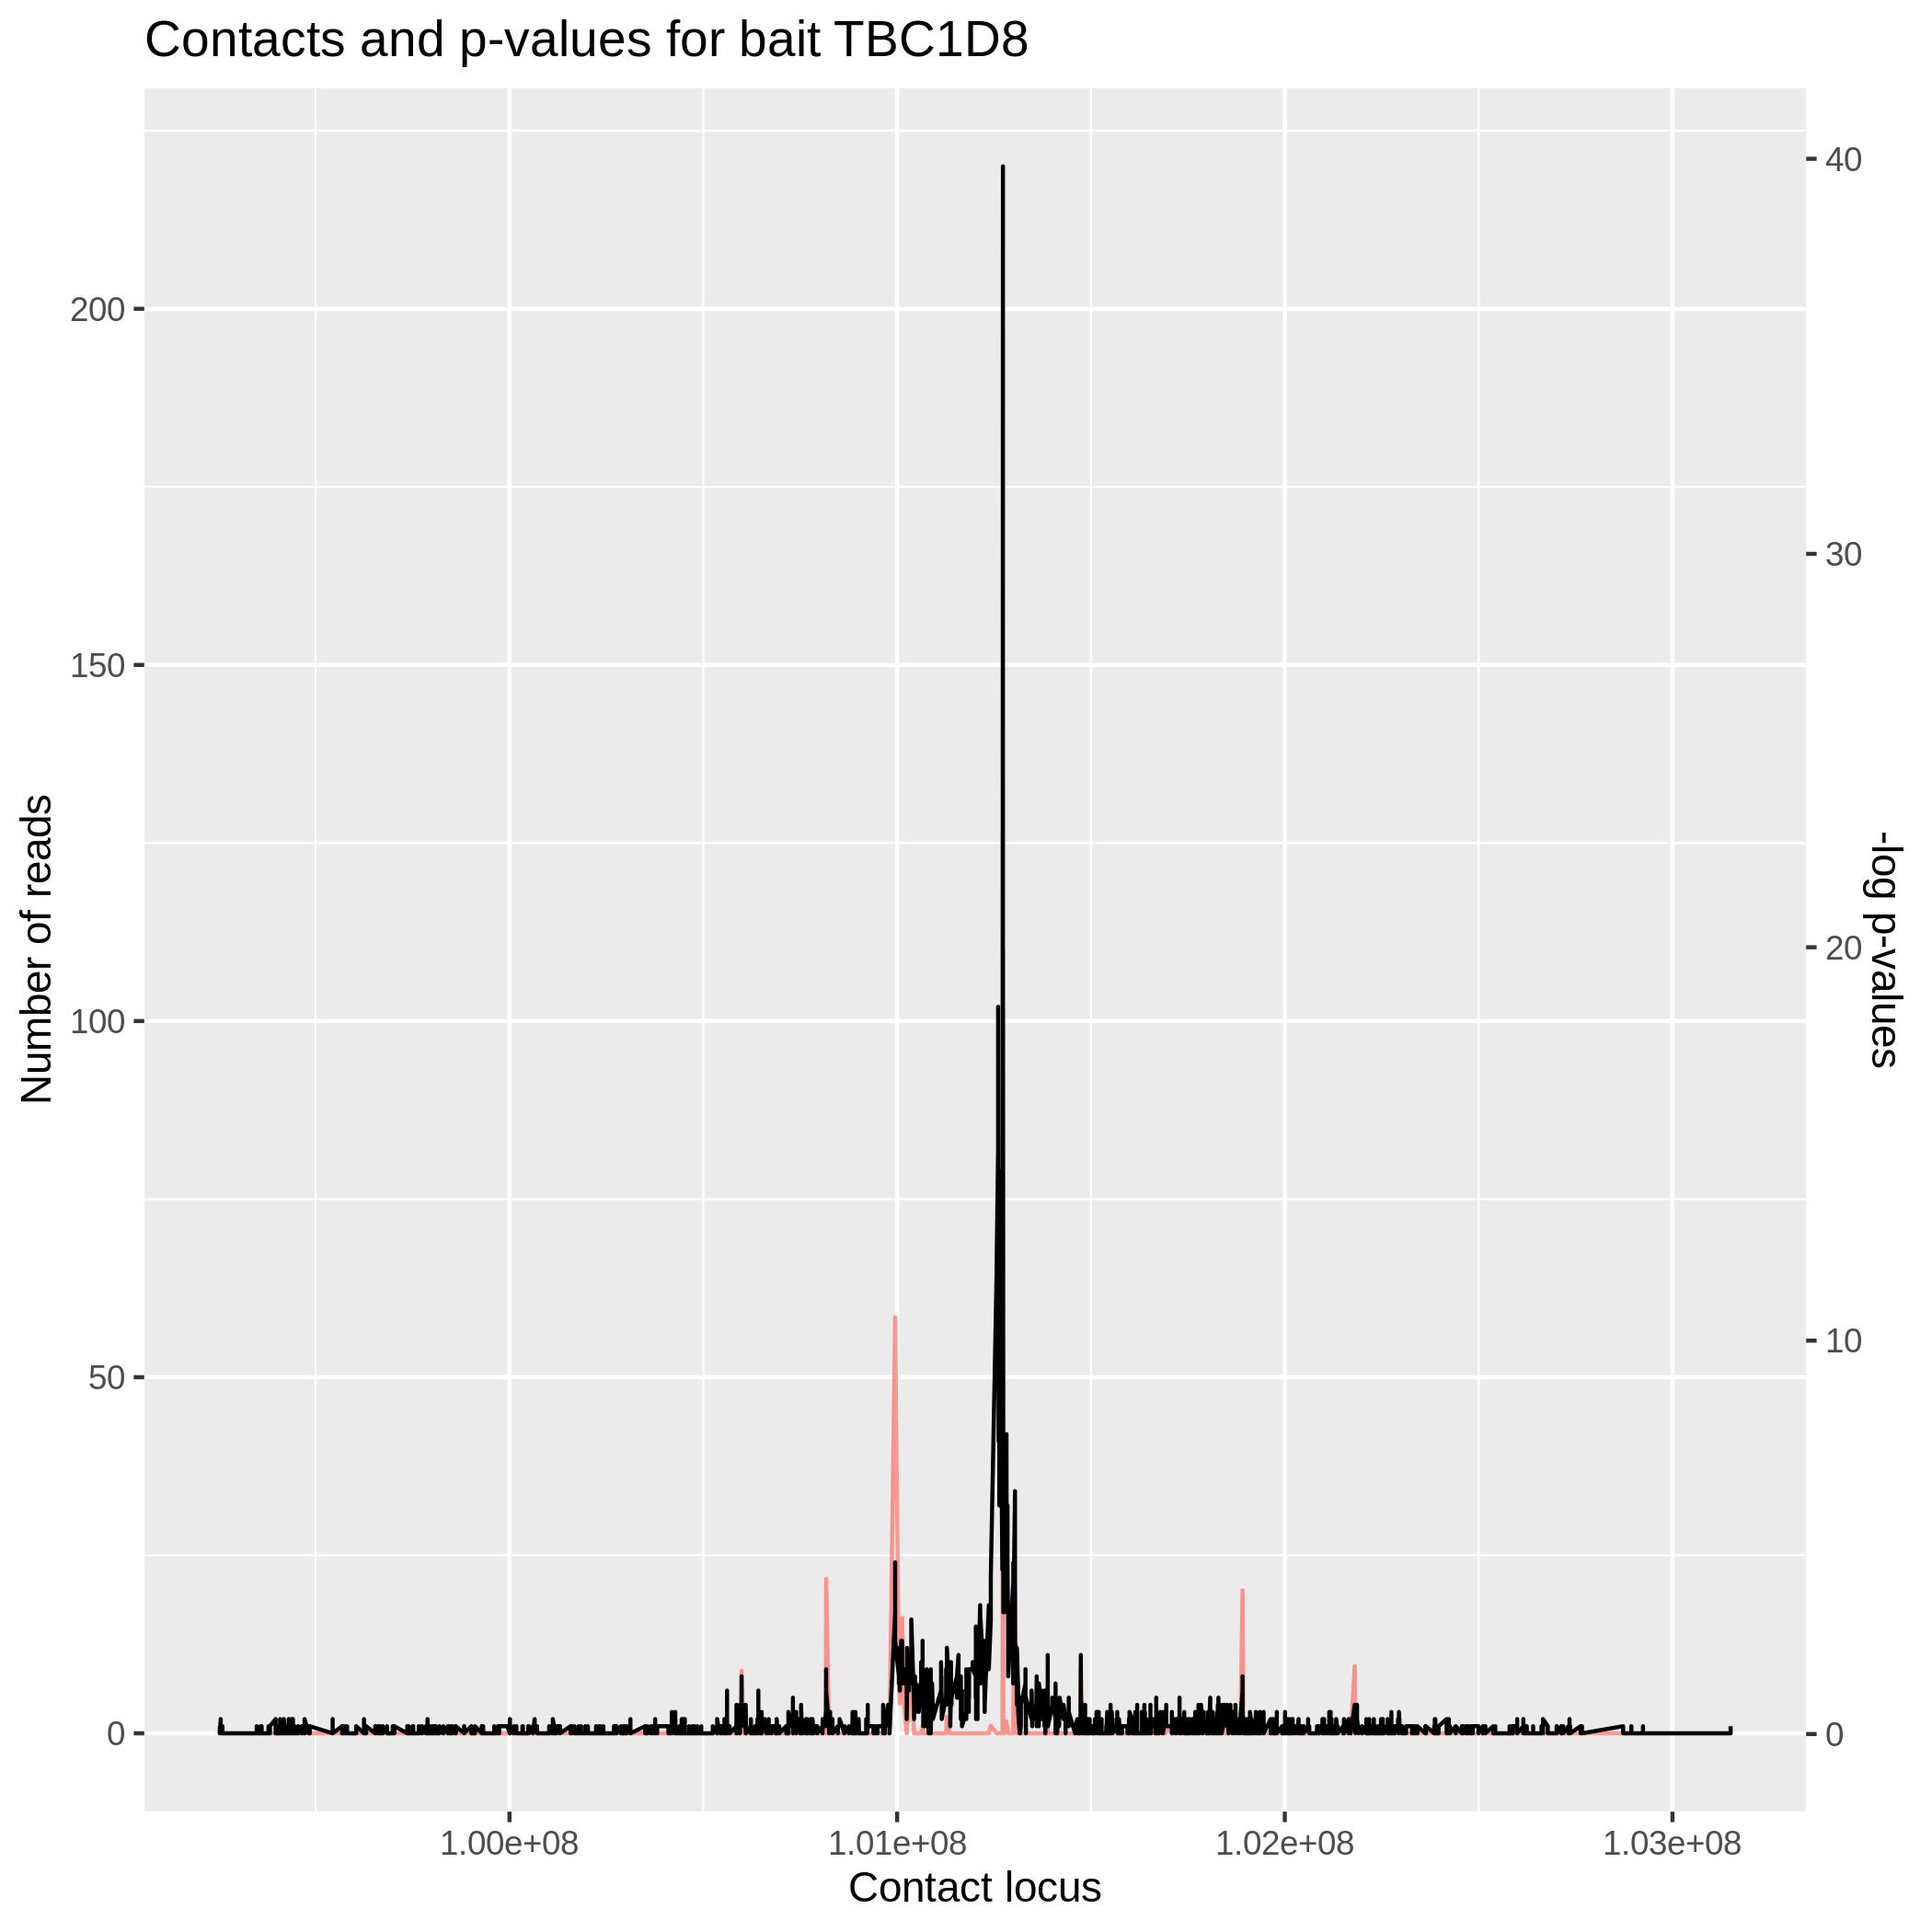 Contacts and p-values for bait TBC1D8
Number of reads
200
150
100
50
0
40
30
20
10
0
-log p-values
1.00e+08
1.01e+08
1.02e+08
1.03e+08
Contact locus